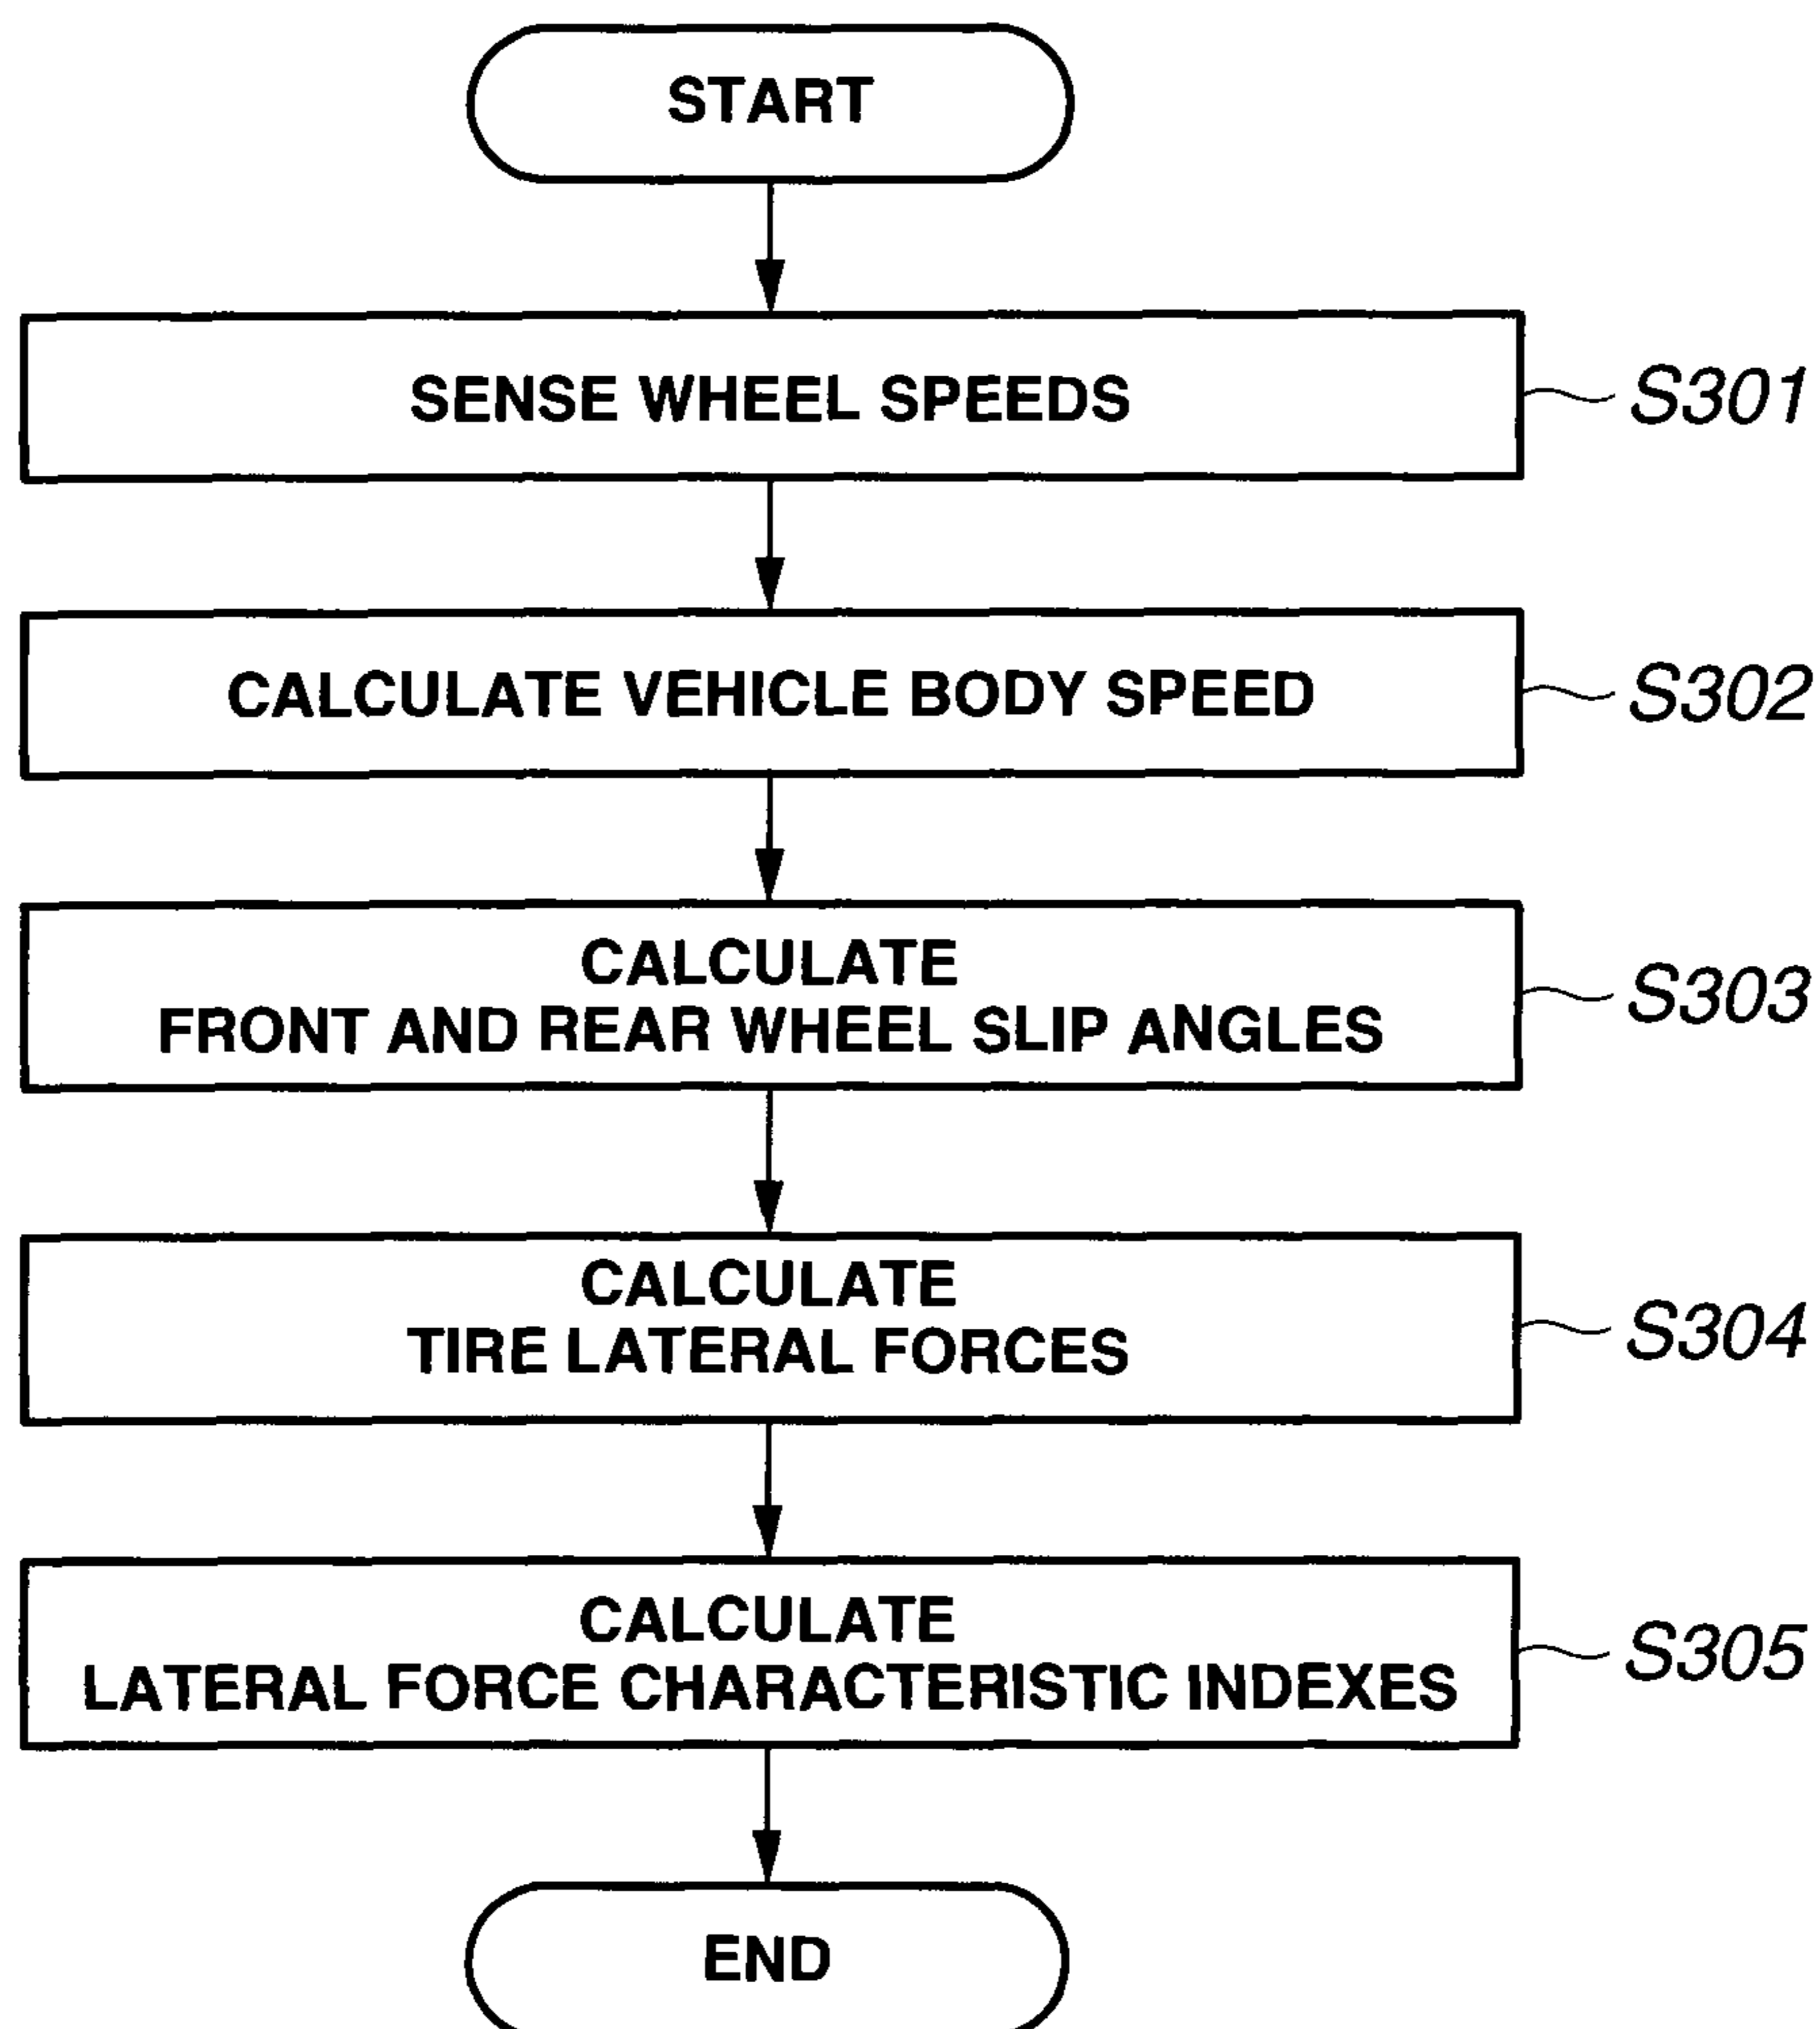 START
SENSE WHEEL SPEEDS
S301
CALCULATE VEHICLE BODY SPEED
S302
CALCULATE
FRONT AND REAR WHEEL SLIP ANGLES
S303
CALCULATE
TIRE LATERAL FORCES
S304
CALCULATE
LATERAL FORCE CHARACTERISTIC INDEXES
S305
END